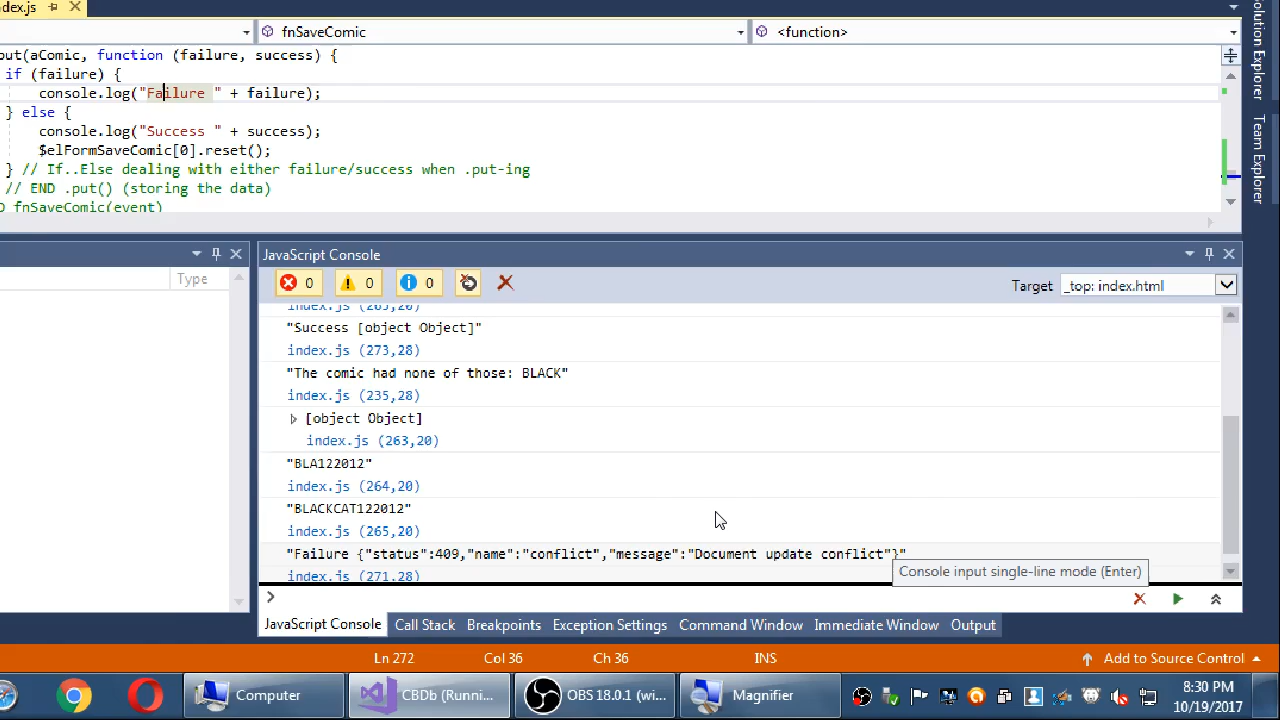 dex.js
fnSaveComic
<function>
put(aComic, function (failure, success) {
if (failure) {
console.log("Failure " + failure);
} else {
console.log("Success " + success);
$elFormSaveComic[0].reset();
} // If..Else dealing with either failure/success when .put-ing
// END .put() (storing the data)
D fnSaveComic(event)
Solution Explorer
Team Explorer
Type
JavaScript Console
0 0 0
Target _top: index.html
index.js (265,20)
"Success [object Object]"
index.js (273,28)
"The comic had none of those: BLACK"
index.js (235,28)
[object Object]
index.js (263,20)
"BLA122012"
index.js (264,20)
"BLACKCAT122012"
index.js (265,20)
"Failure {"status":409,"name":"conflict","message":"Document update conflict"}"
Console input single-line mode (Enter)
index.js (271,28)
>
JavaScript Console Call Stack Breakpoints Exception Settings Command Window Immediate Window Output
Ln 272 Col 36 Ch 36 INS Add to Source Control
Computer CBDb (Runni... OBS 18.0.1 (wi... Magnifier
8:30 PM
10/19/2017